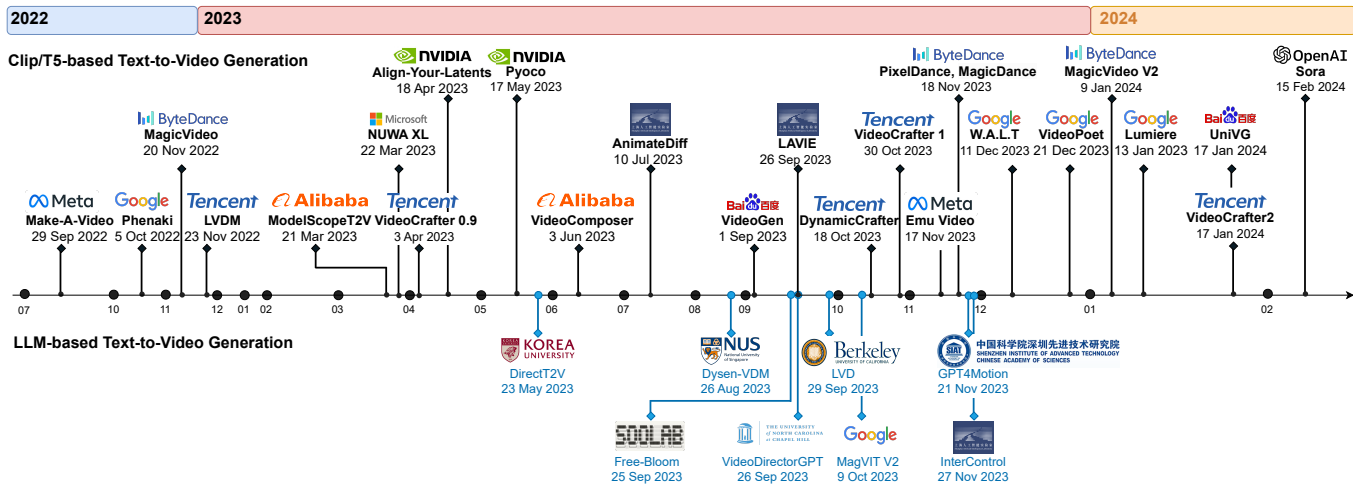 2022
2023
2024
Clip/T5-based Text-to-Video Generation
NVIDIA
Align-Your-Latents
18 Apr 2023
NVIDIA
Pyoco
17 May 2023
ByteDance
PixelDance, MagicDance
18 Nov 2023
ByteDance
MagicVideo V2
9 Jan 2024
OpenAI
Sora
15 Feb 2024
ByteDance
MagicVideo
20 Nov 2022
Microsoft
NUWA XL
22 Mar 2023
AnimateDiff
10 Jul 2023
LAVIE
26 Sep 2023
Tencent
VideoCrafter 1
30 Oct 2023
Google
W.A.L.T
11 Dec 2023
Google
VideoPoet
21 Dec 2023
Google
Lumiere
13 Jan 2023
Bai du 百度
UniVG
17 Jan 2024
Meta
Make-A-Video
29 Sep 2022
Google
Phenaki
5 Oct 2022
Tencent
LVDM
23 Nov 2022
Alibaba
ModelScopeT2V
21 Mar 2023
Tencent
VideoCrafter 0.9
3 Apr 2023
Alibaba
VideoComposer
3 Jun 2023
Bai du 百度
VideoGen
1 Sep 2023
Tencent
DynamicCrafter
18 Oct 2023
Meta
Emu Video
17 Nov 2023
Tencent
VideoCrafter2
17 Jan 2024
07 10 11 12 01 02 03 04 05 06 07 08 09 10 11 12 01 02
LLM-based Text-to-Video Generation
KOREA
UNIVERSITY
DirectT2V
23 May 2023
NUS
National University
of Singapore
Dysen-VDM
26 Aug 2023
Berkeley
UNIVERSITY OF CALIFORNIA
LVD
29 Sep 2023
SIAT
中国科学院深圳先进技术研究院
SHENZHEN INSTITUTE OF ADVANCED TECHNOLOGY
CHINESE ACADEMY OF SCIENCES
GPT4Motion
21 Nov 2023
Free-Bloom
25 Sep 2023
THE UNIVERSITY
of NORTH CAROLINA
at CHAPEL HILL
VideoDirectorGPT
26 Sep 2023
Google
MagVIT V2
9 Oct 2023
InterControl
27 Nov 2023